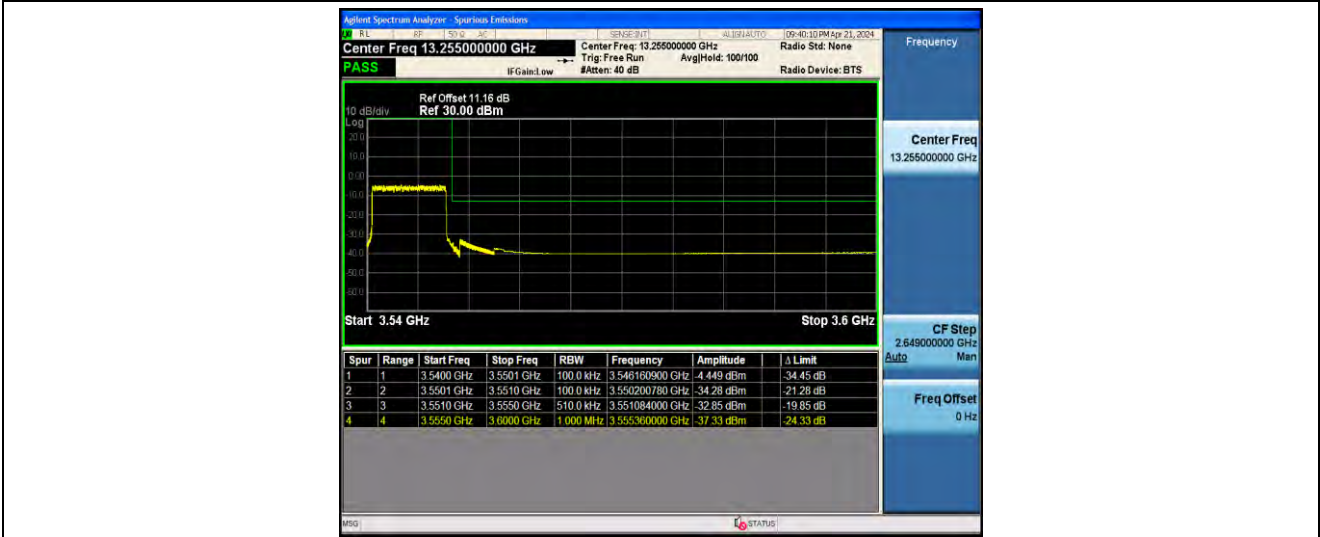 Agilent Spectrum Analyzer - Spurious Emissions
RL RF 50 Ω AC SENSE:INT ALIGNAUTO 09:40:10 PM Apr 21, 2024
Center Freq 13.255000000 GHz Center Freq: 13.255000000 GHz Radio Std: None Frequency
Trig: Free Run Avg|Hold: 100/100
PASS IFGain:Low #Atten: 40 dB Radio Device: BTS
Ref Offset 11.16 dB
10 dB/div Ref 30.00 dBm
Log
20.0
10.0
0.00
-10.0
-20.0
-30.0
-40.0
-50.0
-60.0
Start 3.54 GHz Stop 3.6 GHz
Center Freq
13.255000000 GHz
CF Step
2.649000000 GHz
Auto Man
Freq Offset
0 Hz
Spur Range Start Freq Stop Freq RBW Frequency Amplitude Δ Limit
1 1 3.5400 GHz 3.5501 GHz 100.0 kHz 3.546160900 GHz -4.449 dBm -34.45 dB
2 2 3.5501 GHz 3.5510 GHz 100.0 kHz 3.550200780 GHz -34.28 dBm -21.28 dB
3 3 3.5510 GHz 3.5550 GHz 510.0 kHz 3.551084000 GHz -32.85 dBm -19.85 dB
4 4 3.5550 GHz 3.6000 GHz 1.000 MHz 3.555360000 GHz -37.33 dBm -24.33 dB
MSG STATUS